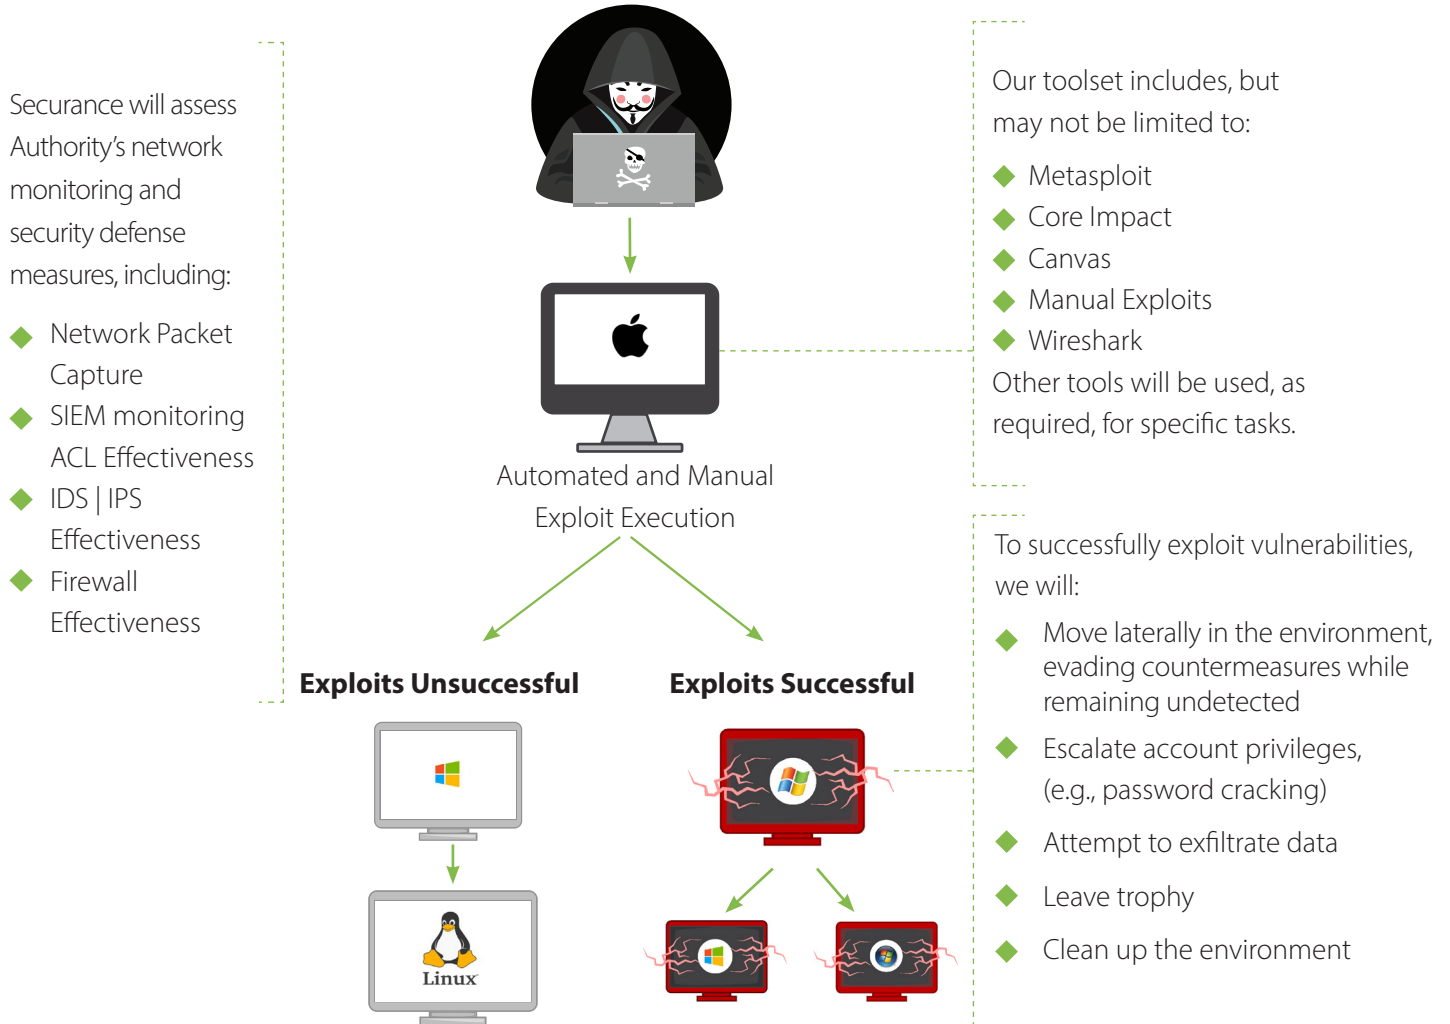 Securance will assess
Authority's network
monitoring and
security defense
measures, including:
Network Packet
Capture
SIEM monitoring
ACL Effectiveness
IDS | IPS
Effectiveness
Firewall
Effectiveness
Automated and Manual
Exploit Execution
Exploits Unsuccessful
Exploits Successful
Linux
Our toolset includes, but
may not be limited to:
Metasploit
Core Impact
Canvas
Manual Exploits
Wireshark
Other tools will be used, as
required, for specific tasks.
To successfully exploit vulnerabilities,
we will:
Move laterally in the environment,
evading countermeasures while
remaining undetected
Escalate account privileges,
(e.g., password cracking)
Attempt to exfiltrate data
Leave trophy
Clean up the environment